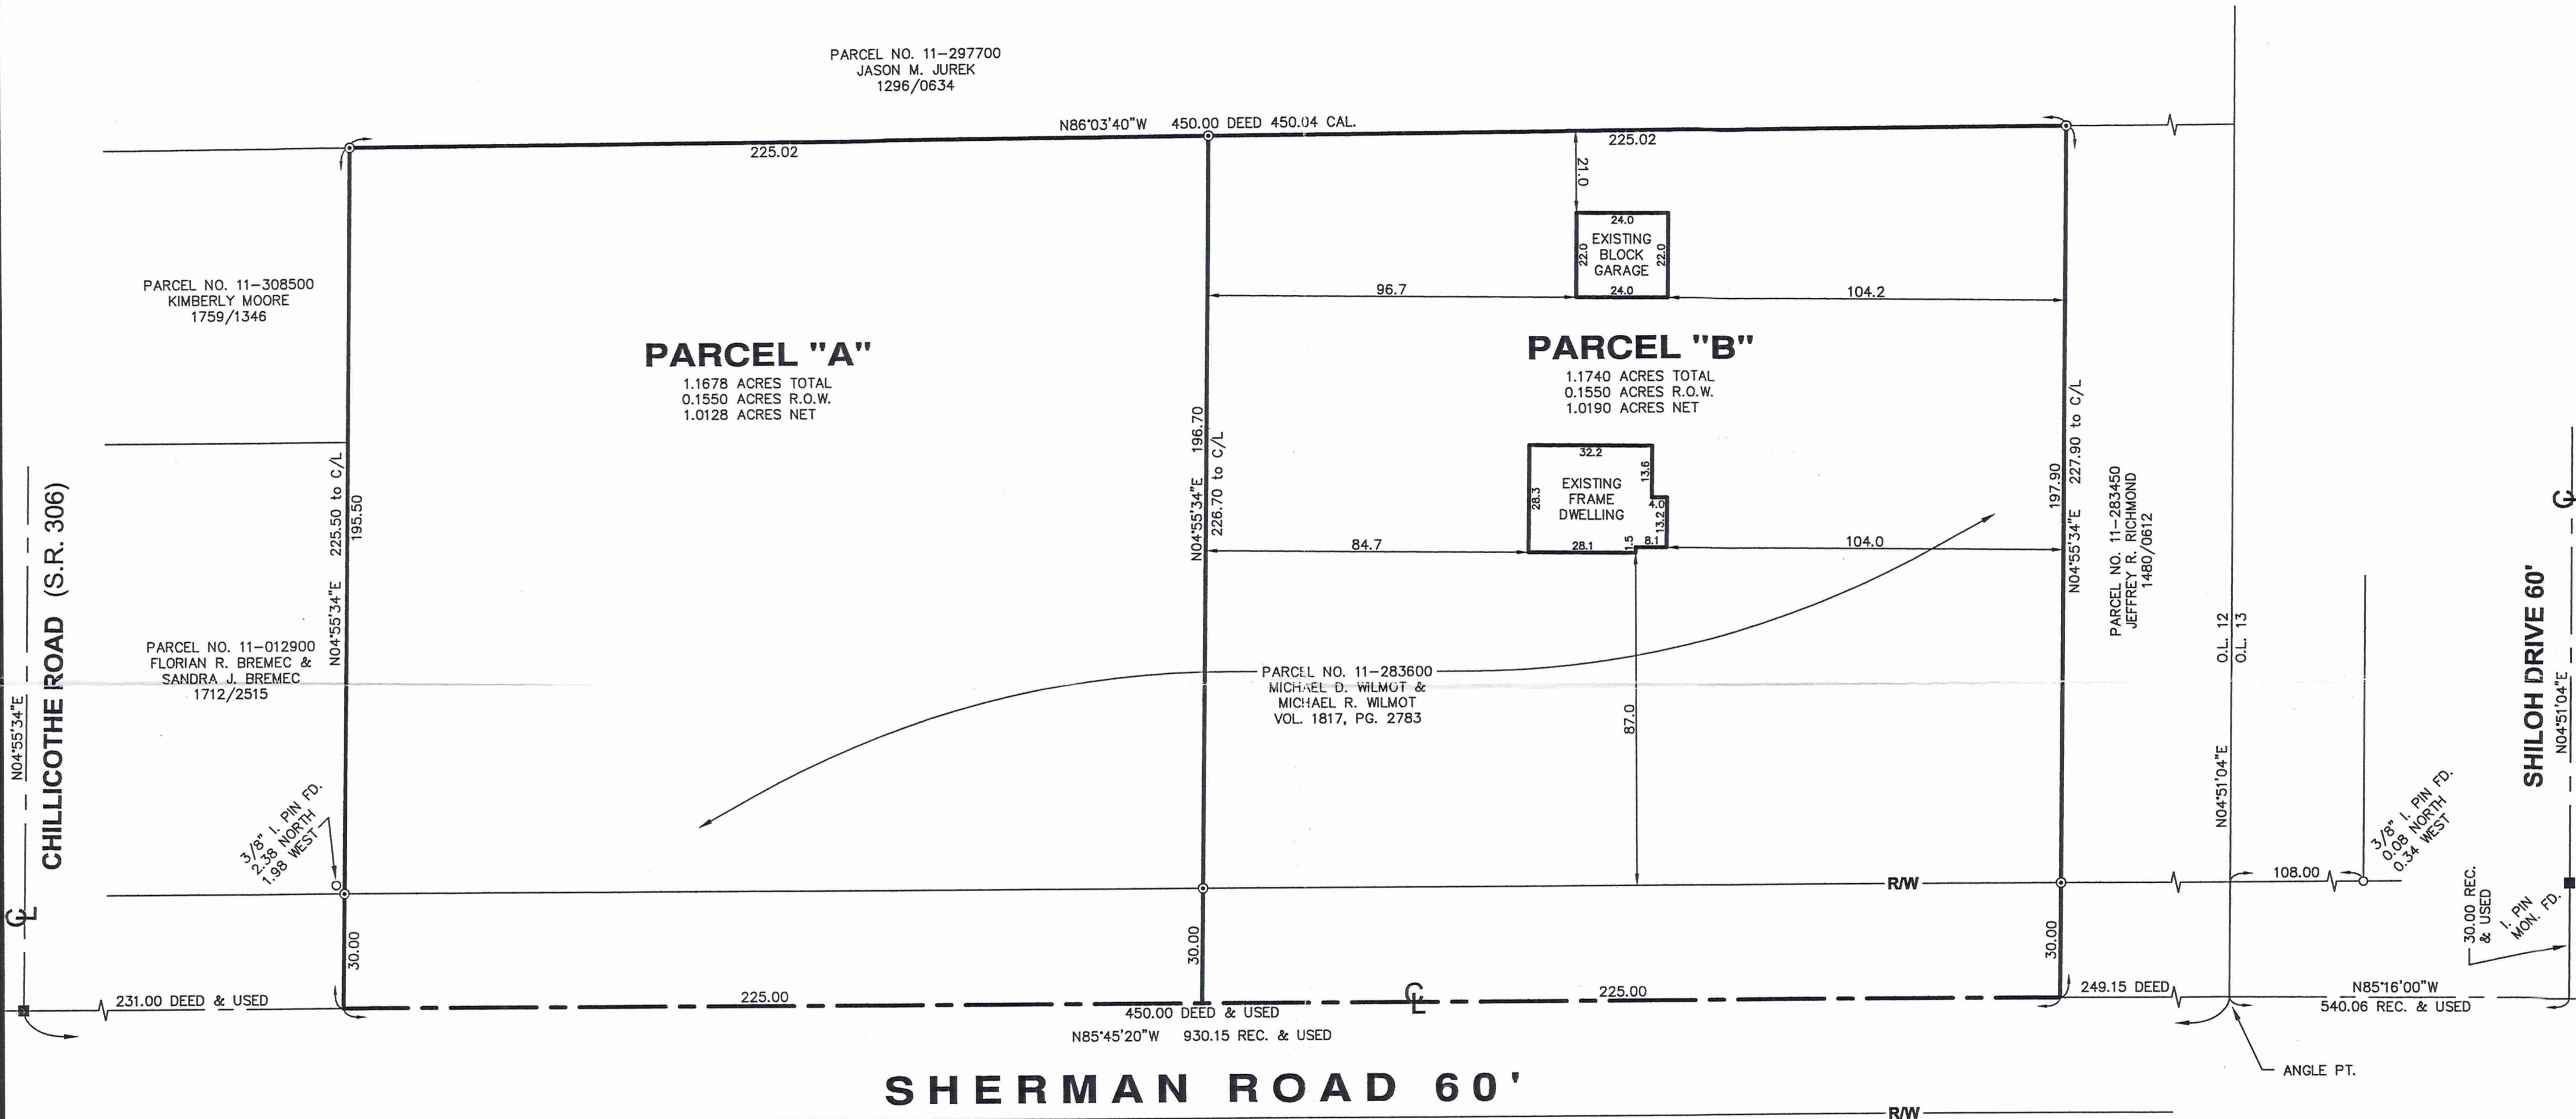 PARCEL NO. 11-297700
JASON M. JUREK
1296/0634
N86°03'40"W 450.00 DEED 450.04 CAL.
225.02
225.02
21.0
24.0
EXISTING
BLOCK
GARAGE
22.0
22.0
24.0
96.7
104.2
PARCEL NO. 11-308500
KIMBERLY MOORE
1759/1346
PARCEL "A"
1.1678 ACRES TOTAL
0.1550 ACRES R.O.W.
1.0128 ACRES NET
PARCEL "B"
1.1740 ACRES TOTAL
0.1550 ACRES R.O.W.
1.0190 ACRES NET
N04°55'34"E 225.50 to C/L
195.50
N04°55'34"E 196.70
226.70 to C/L
32.2
13.6
EXISTING
FRAME
DWELLING
28.3
4.0
13.2
28.1
1.5
8.1
84.7
104.0
197.90
N04°55'34"E 227.90 to C/L
PARCEL NO. 11-283450
JEFFREY R. RICHMOND
1480/0612
CHILLICOTHE ROAD (S.R. 306)
N04°55'34"E
PARCEL NO. 11-012900
FLORIAN R. BREMEC &
SANDRA J. BREMEC
1712/2515
PARCEL NO. 11-283600
MICHAEL D. WILMOT &
MICHAEL R. WILMOT
VOL. 1817, PG. 2783
87.0
O.L. 12
O.L. 13
N04°51'04"E
SHILOH DRIVE 60'
N04°51'04"E
CL
3/8" I. PIN FD.
2.38 NORTH
1.98 WEST
3/8" I. PIN FD.
0.08 NORTH
0.34 WEST
R/W
108.00
CL
30.00
30.00
30.00
30.00 REC.
& USED
I. PIN
MON. FD.
231.00 DEED & USED
225.00
CL
225.00
249.15 DEED
N85°16'00"W
540.06 REC. & USED
450.00 DEED & USED
N85°45'20"W 930.15 REC. & USED
ANGLE PT.
SHERMAN ROAD 60'
R/W